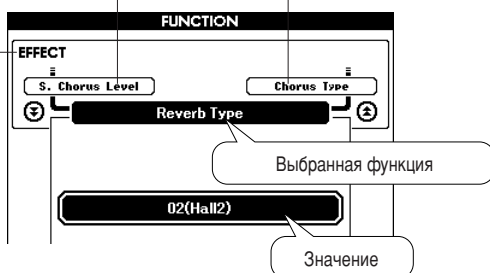 FUNCTION
EFFECT
S. Chorus Level
Chorus Type
Reverb Type
Выбранная функция
02(Hall2)
Значение